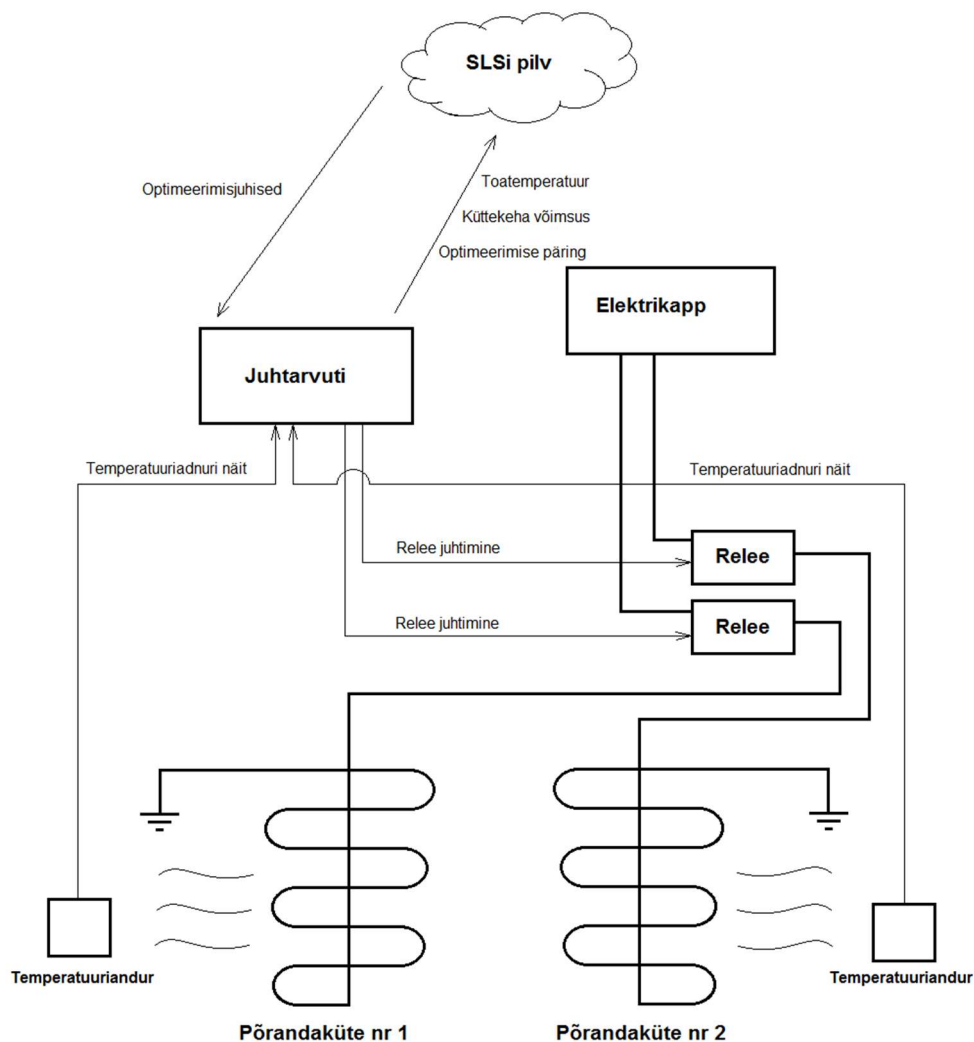 SLSi pilv
Optimeerimisjuhised
Toatemperatuur
Küttekeha võimsus
Optimeerimise päring
Elektrikapp
Juhtarvuti
Temperatuuriadnuri näit
Temperatuuriadnuri näit
Relee juhtimine
Relee
Relee juhtimine
Relee
Temperatuuriandur
Temperatuuriandur
Põrandaküte nr 1
Põrandaküte nr 2